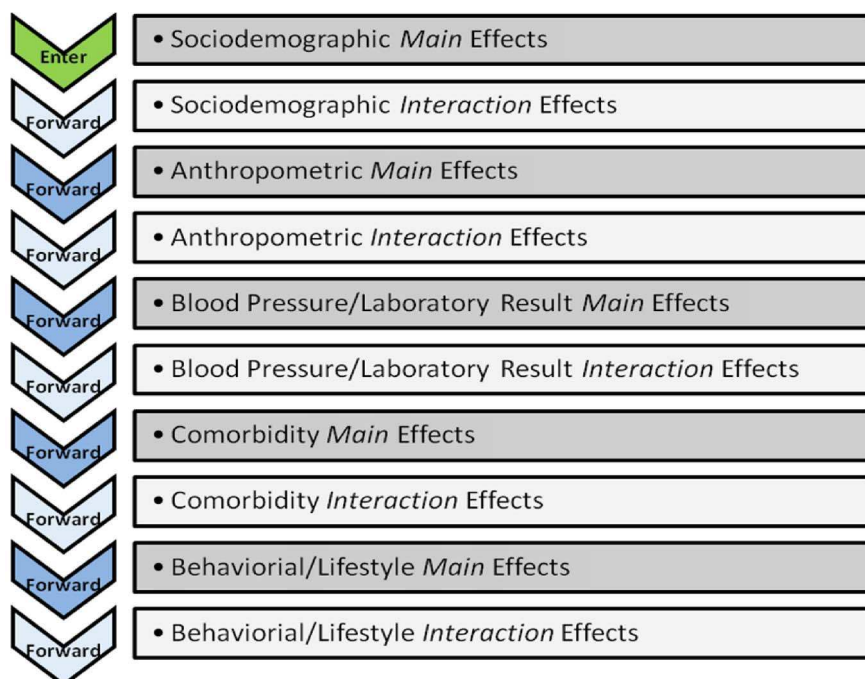 Enter
• Sociodemographic Main Effects
Forward
• Sociodemographic Interaction Effects
Forward
• Anthropometric Main Effects
Forward
• Anthropometric Interaction Effects
Forward
• Blood Pressure/Laboratory Result Main Effects
Forward
• Blood Pressure/Laboratory Result Interaction Effects
Forward
• Comorbidity Main Effects
Forward
• Comorbidity Interaction Effects
Forward
• Behaviorial/Lifestyle Main Effects
Forward
• Behaviorial/Lifestyle Interaction Effects